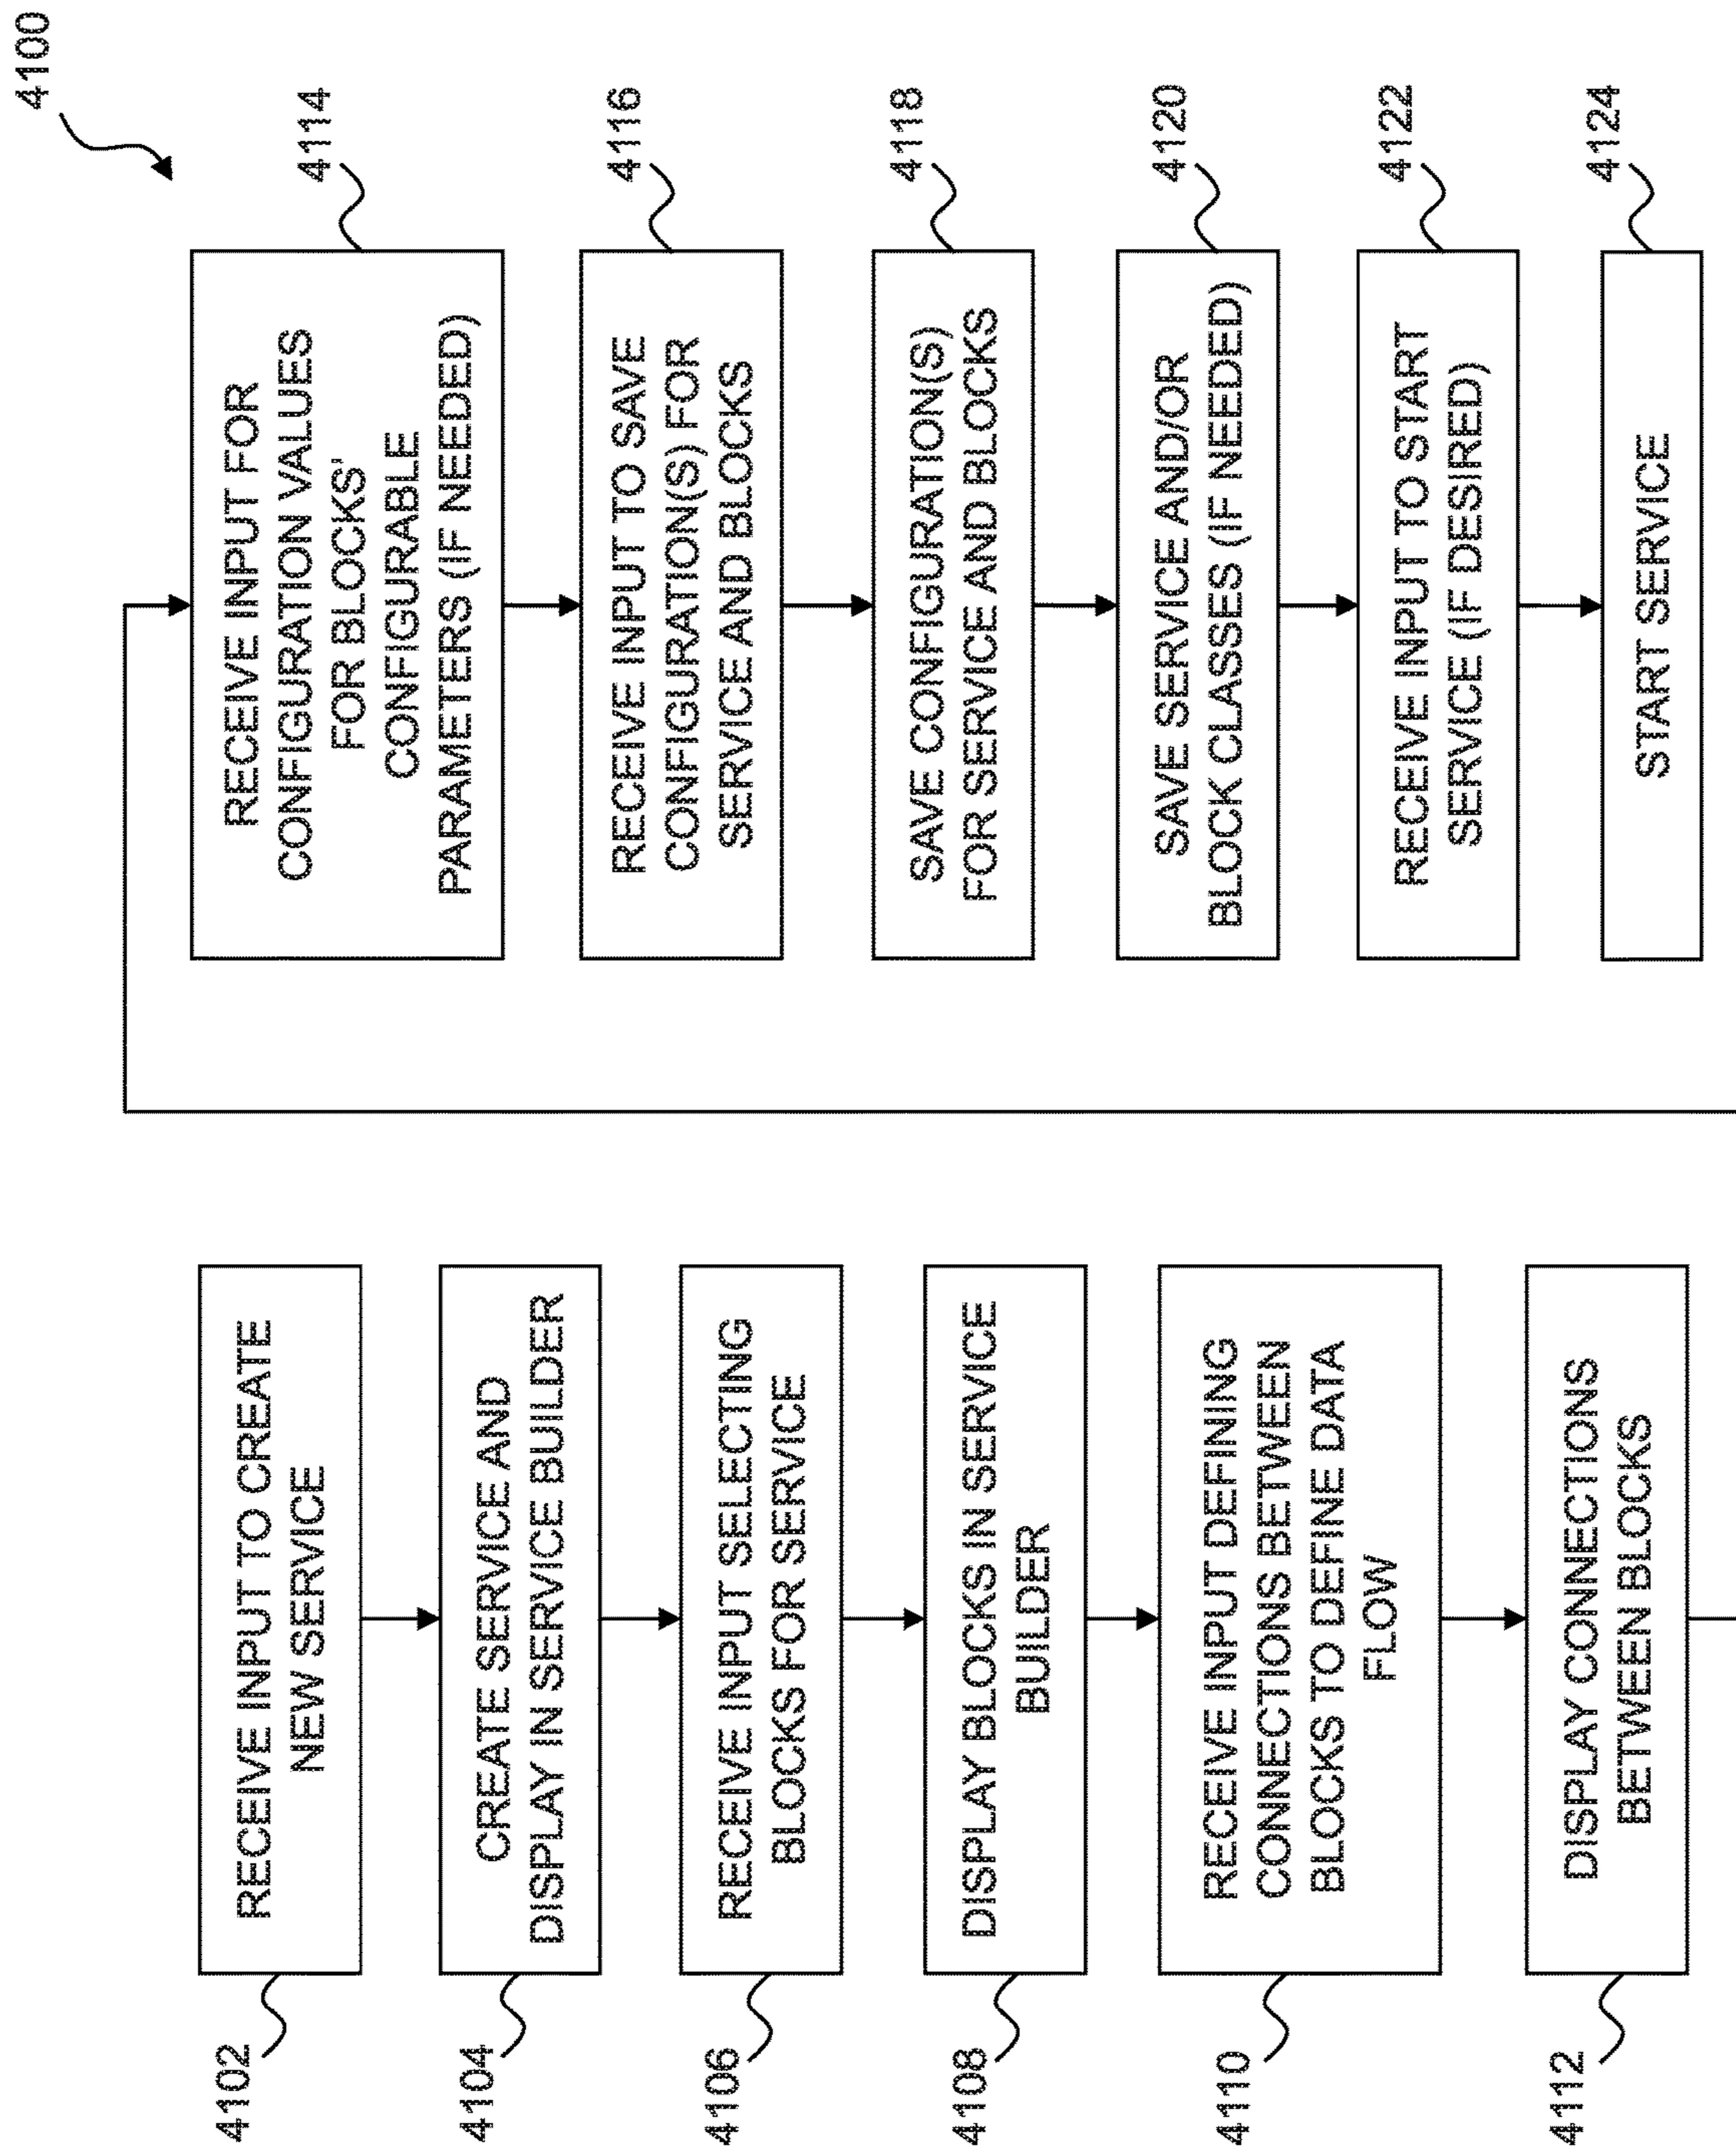 4100
4102
RECEIVE INPUT TO CREATE
NEW SERVICE
4104
CREATE SERVICE AND
DISPLAY IN SERVICE BUILDER
4106
RECEIVE INPUT SELECTING
BLOCKS FOR SERVICE
4108
DISPLAY BLOCKS IN SERVICE
BUILDER
4110
RECEIVE INPUT DEFINING
CONNECTIONS BETWEEN
BLOCKS TO DEFINE DATA
FLOW
4112
DISPLAY CONNECTIONS
BETWEEN BLOCKS
4114
RECEIVE INPUT FOR
CONFIGURATION VALUES
FOR BLOCKS'
CONFIGURABLE
PARAMETERS (IF NEEDED)
4116
RECEIVE INPUT TO SAVE
CONFIGURATION(S) FOR
SERVICE AND BLOCKS
4118
SAVE CONFIGURATION(S)
FOR SERVICE AND BLOCKS
4120
SAVE SERVICE AND/OR
BLOCK CLASSES (IF NEEDED)
4122
RECEIVE INPUT TO START
SERVICE (IF DESIRED)
4124
START SERVICE